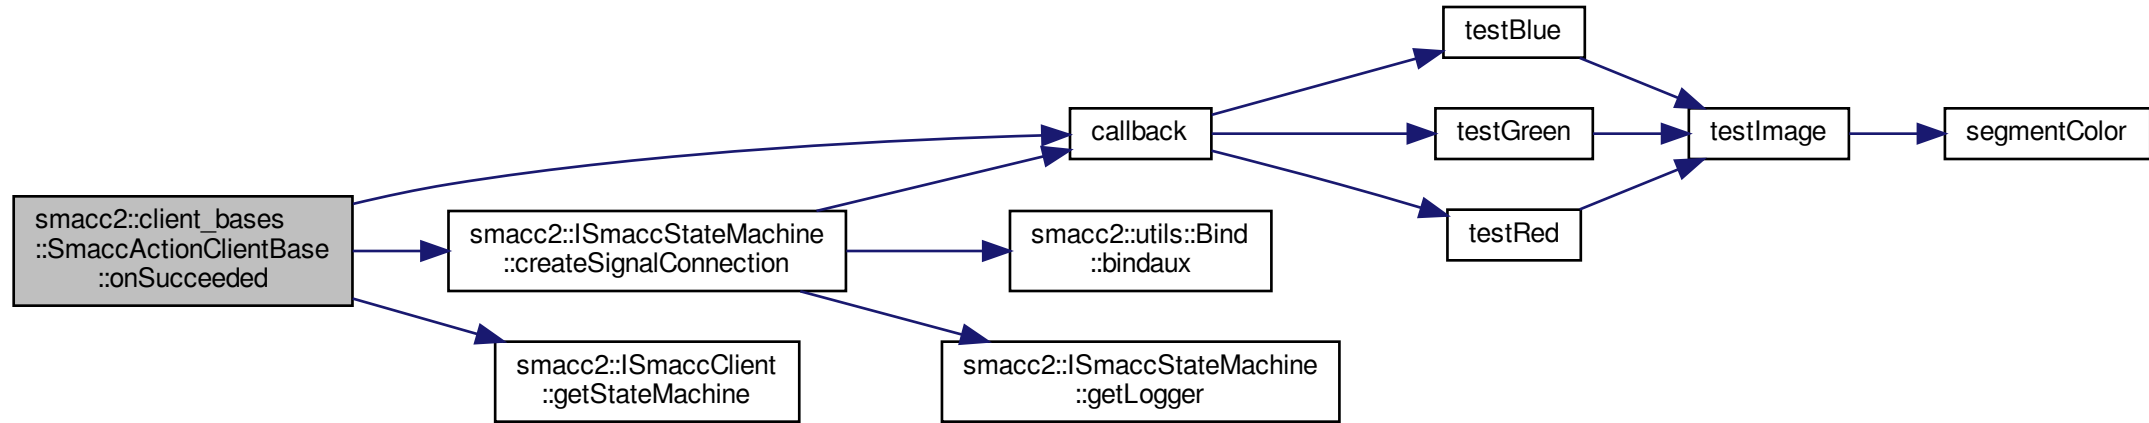 smacc2::client_bases
::SmaccActionClientBase
::onSucceeded
smacc2::ISmaccStateMachine
::createSignalConnection
smacc2::ISmaccClient
::getStateMachine
callback
smacc2::utils::Bind
::bindaux
smacc2::ISmaccStateMachine
::getLogger
testBlue
testGreen
testRed
testImage
segmentColor